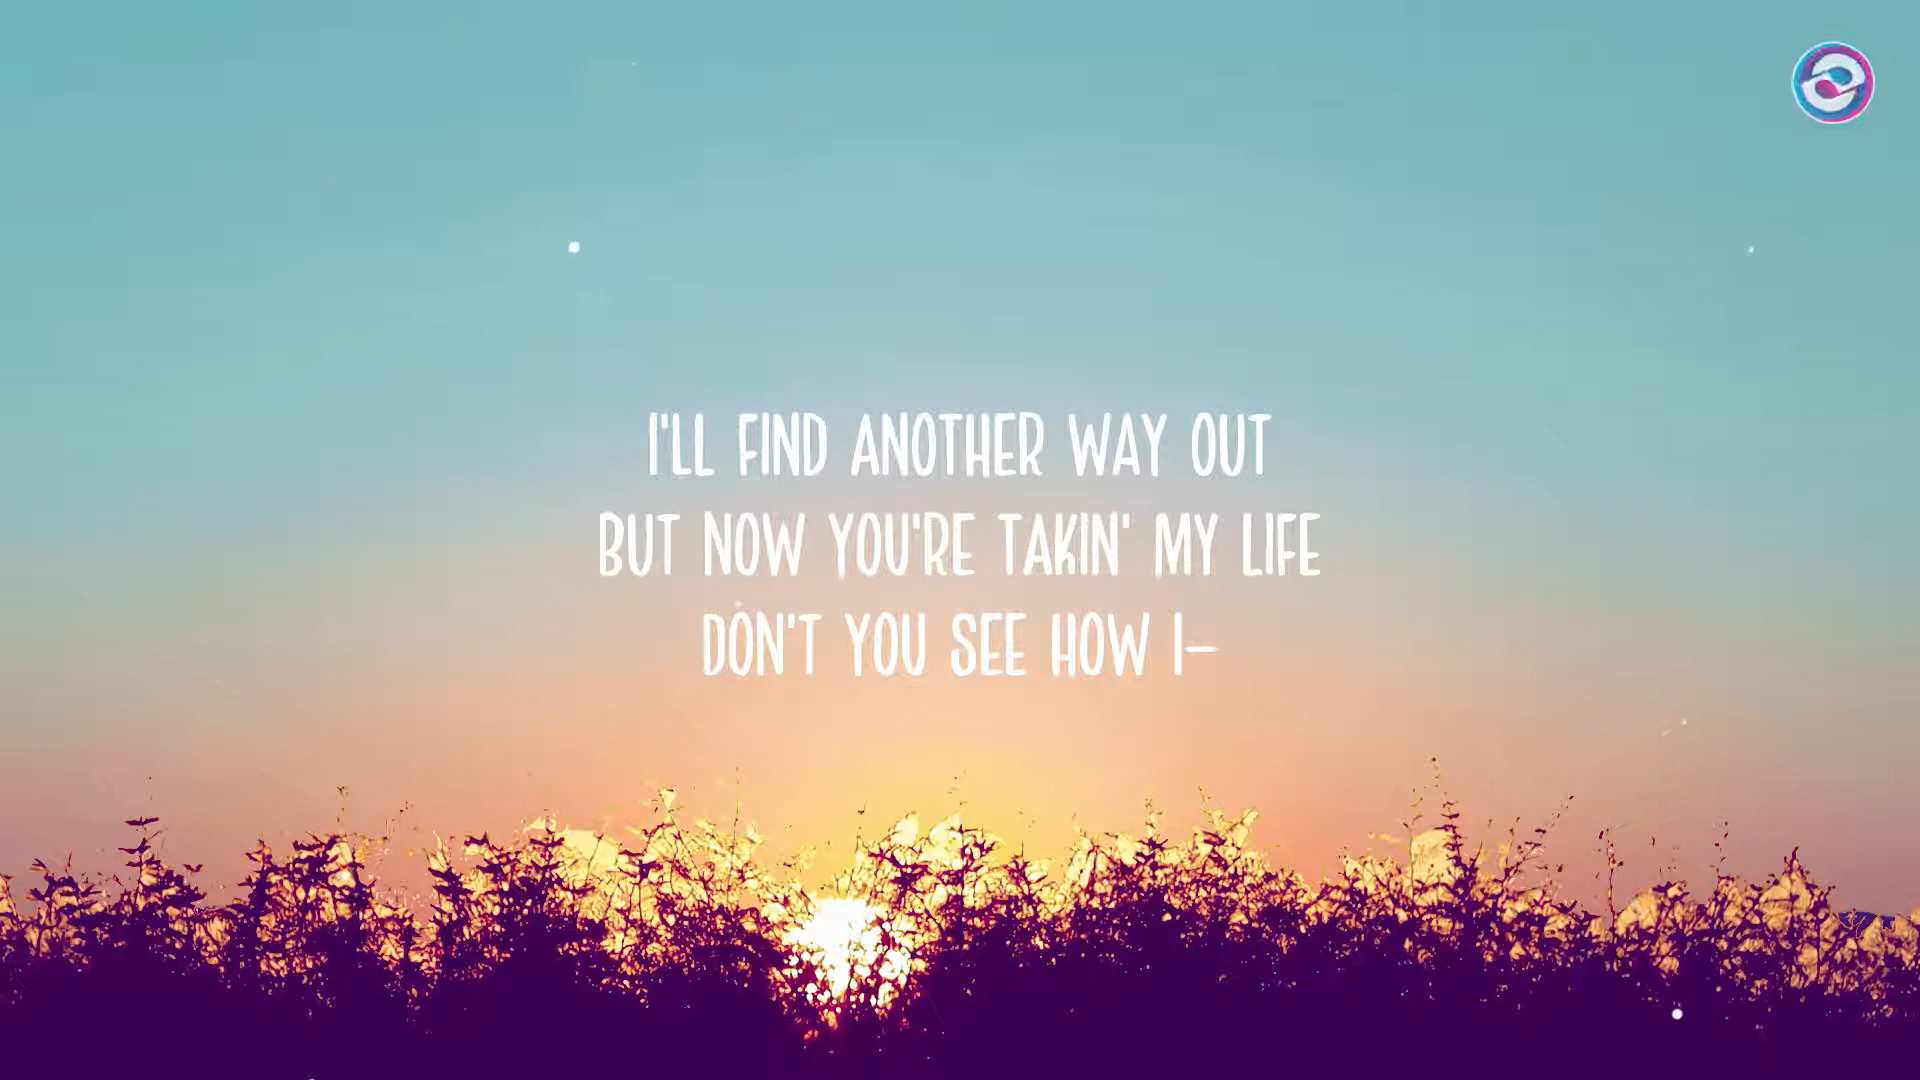 I'LL FIND ANOTHER WAY OUT
BUT NOW YOU'RE TAKIN' MY LIFE
DON'T YOU SEE HOW I-